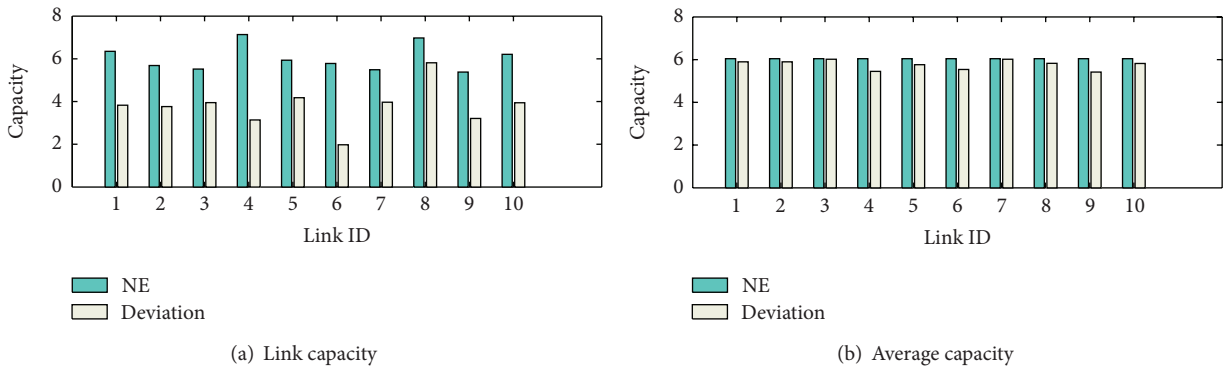 8
6
4
2
0
Capacity
1 2 3 4 5 6 7 8 9 10
Link ID
NE
Deviation
(a) Link capacity
8
6
4
2
0
Capacity
1 2 3 4 5 6 7 8 9 10
Link ID
NE
Deviation
(b) Average capacity